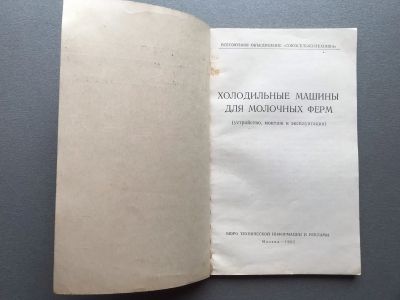 ВСЕСОЮЗНОЕ ОБЪЕДИНЕНИЕ «СОЮЗСЕЛЬХОЗТЕХНИКА»
ХОЛОДИЛЬНЫЕ МАШИНЫ
ДЛЯ МОЛОЧНЫХ ФЕРМ
(устройство, монтаж и эксплуатация)
БЮРО ТЕХНИЧЕСКОЙ ИНФОРМАЦИИ И РЕКЛАМЫ
Москва